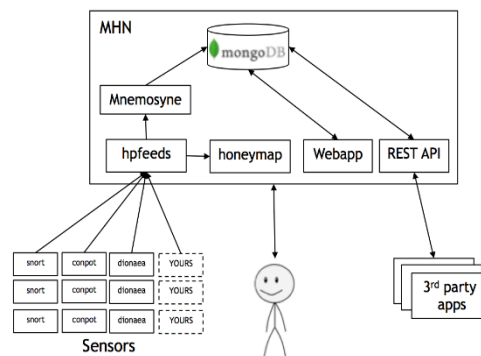 MHN
mongoDB
Mnemosyne
hpfeeds
honeymap
Webapp
REST API
snort
conpot
dionaea
YOURS
snort
conpot
dionaea
YOURS
snort
conpot
dionaea
YOURS
Sensors
3rd party
apps